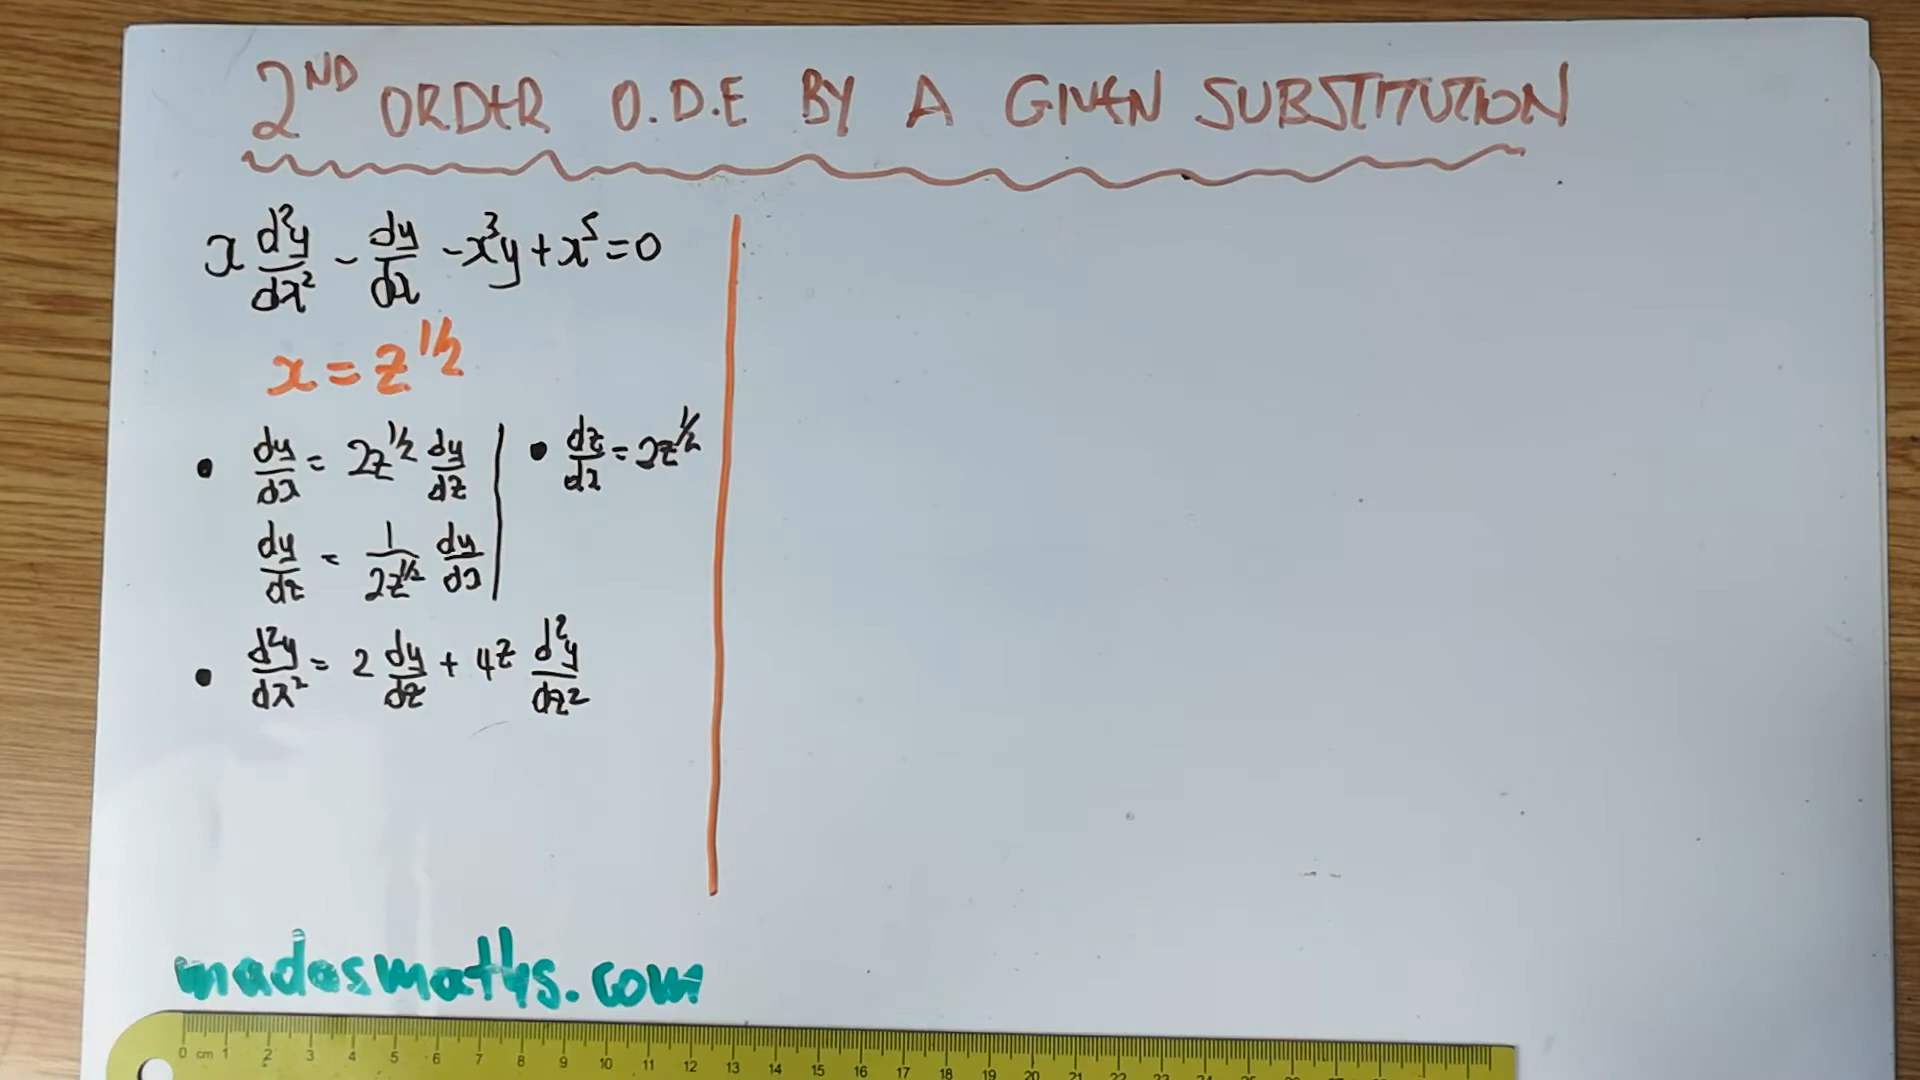 2ND ORDER O.D.E BY A GIVEN SUBSTITUTION
x d²y/dx² - dy/dx - x³y + x⁵ = 0
x = z^1/2
• dy/dx = 2z^1/2 dy/dz
dy/dz = 1/2z^1/2 dy/dx
• dz/dx = 2z^1/2
• d²y/dx² = 2 dy/dz + 4z d²y/dz²
madasmaths.com
0 cm 1 2 3 4 5 6 7 8 9 10 11 12 13 14 15 16 17 18 19 20 21 22 23 24